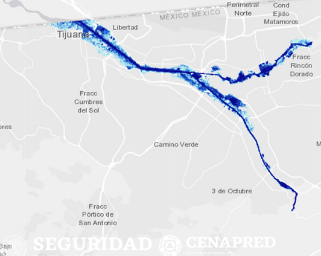 Perimetral
Norte
Cond
Ejido
Matamoros
MÉXICO MEXICO
Libertad
Tijuana
Fracc
Rincón
Dorado
Fracc
Cumbres
del Sol
Camino Verde
3 de Octubre
Fracc
Pórtico de
San Antonio
SEGURIDAD CENAPRED